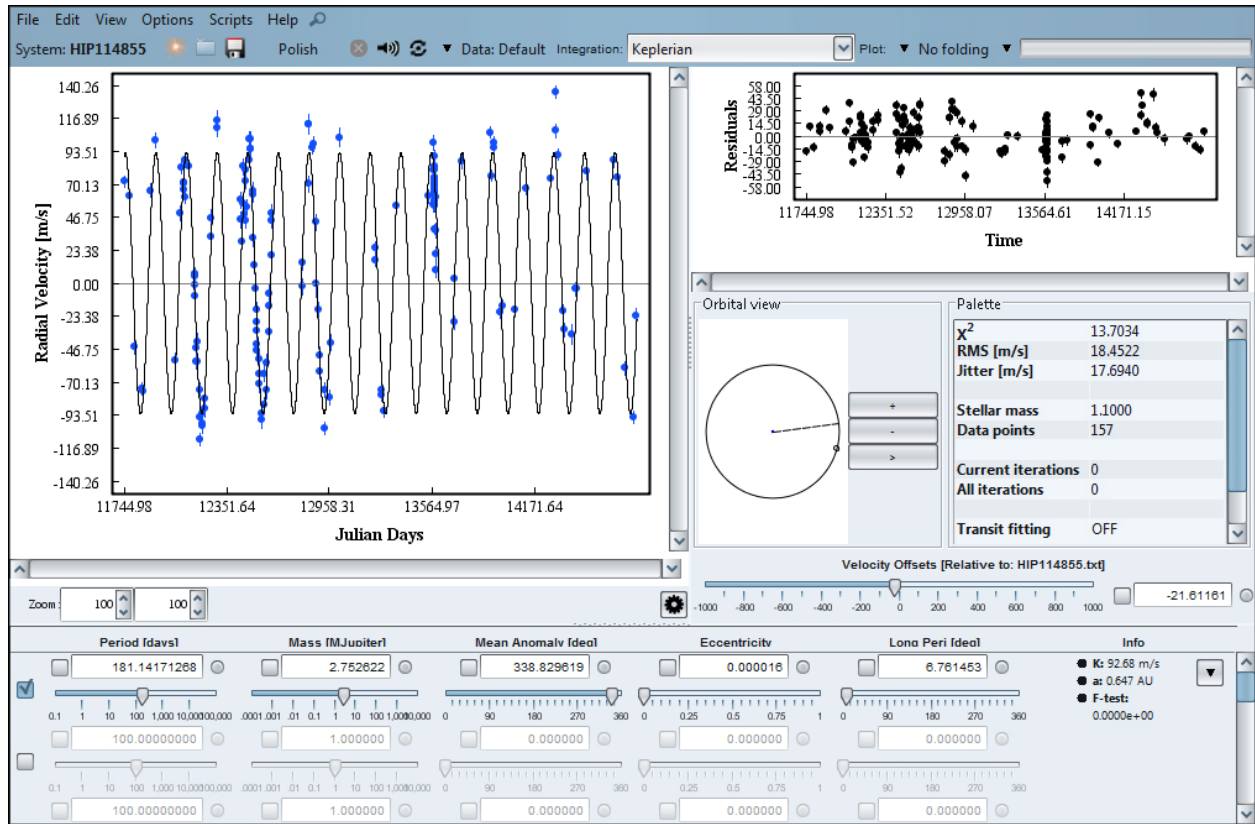 File Edit View Options Scripts Help
System: HIP114855 Polish Data: Default Integration: Keplerian Plot: No folding
140.26
116.89
93.51
70.13
46.75
23.38
0.00
-23.38
-46.75
-70.13
-93.51
-116.89
-140.26
Radial Velocity [m/s]
11744.98 12351.64 12958.31 13564.97 14171.64
Julian Days
58.00
43.50
29.00
14.50
0.00
-14.50
-29.00
-43.50
-58.00
Residuals
11744.98 12351.52 12958.07 13564.61 14171.15
Time
Orbital view
+
-
>
Palette
X2 13.7034
RMS [m/s] 18.4522
Jitter [m/s] 17.6940
Stellar mass 1.1000
Data points 157
Current iterations 0
All iterations 0
Transit fitting OFF
Zoom: 100 100
Velocity Offsets [Relative to: HIP114855.txt]
-21.61161
-1000 -800 -600 -400 -200 0 200 400 600 800 1000
Period [days] Mass [MJupiter] Mean Anomaly [deg] Eccentricity Long Peri [deg] Info
181.14171268 2.752622 338.829619 0.000016 6.761453
K: 92.68 m/s
a: 0.647 AU
F-test:
0.0000e+00
0.1 1 10 100 1,000 10,000 100,000 .0001 .001 .01 0.1 1 10 100 1,000 10,000 0 90 180 270 360 0 0.25 0.5 0.75 1 0 90 180 270 360
100.00000000 1.000000 0.000000 0.000000 0.000000
0.1 1 10 100 1,000 10,000 100,000 .0001 .001 .01 0.1 1 10 100 1,000 10,000 0 90 180 270 360 0 0.25 0.5 0.75 1 0 90 180 270 360
100.00000000 1.000000 0.000000 0.000000 0.000000